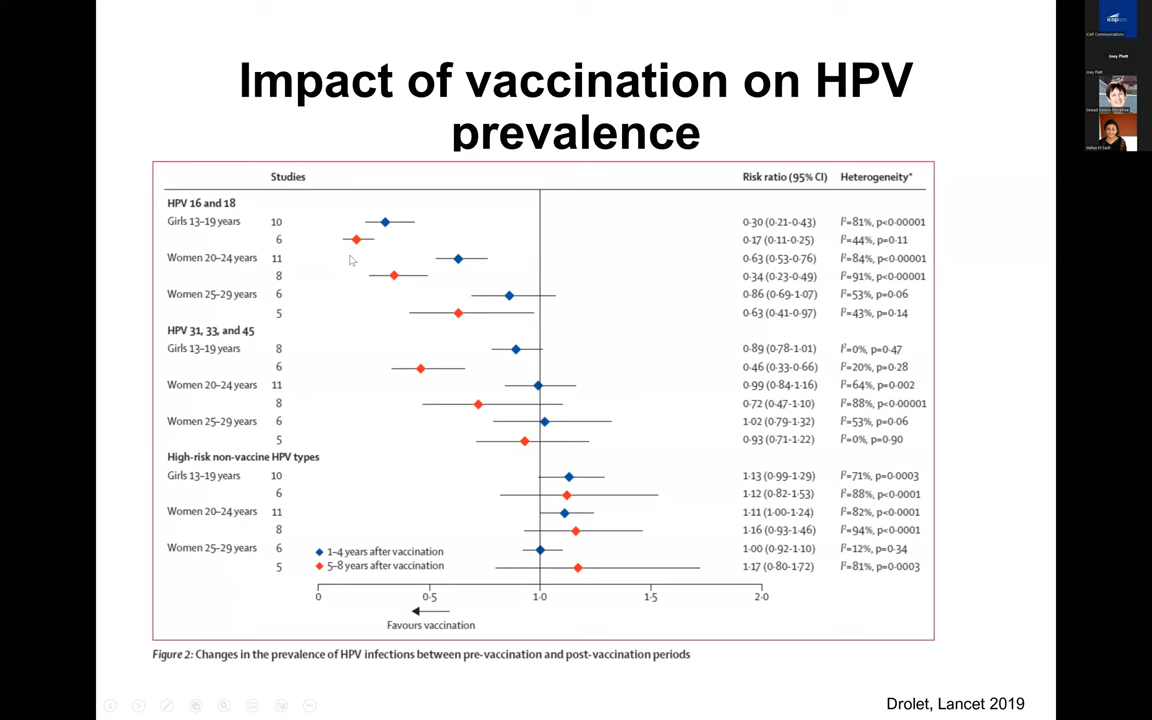 Impact of vaccination on HPV
prevalence
Studies Risk ratio (95% CI) Heterogeneity*
HPV 16 and 18
Girls 13–19 years 10 0·30 (0·21-0·43) I²=81%, p<0·00001
6 0·17 (0·11-0·25) I²=44%, p=0·11
Women 20–24 years 11 0·63 (0·53-0·76) I²=84%, p<0·00001
8 0·34 (0·23-0·49) I²=91%, p<0·00001
Women 25–29 years 6 0·86 (0·69-1·07) I²=53%, p=0·06
5 0·63 (0·41-0·97) I²=43%, p=0·14
HPV 31, 33, and 45
Girls 13–19 years 8 0·89 (0·78-1·01) I²=0%, p=0·47
6 0·46 (0·33-0·66) I²=20%, p=0·28
Women 20–24 years 11 0·99 (0·84-1·16) I²=64%, p=0·002
8 0·72 (0·47-1·10) I²=88%, p<0·00001
Women 25–29 years 6 1·02 (0·79-1·32) I²=53%, p=0·06
5 0·93 (0·71-1·22) I²=0%, p=0·90
High-risk non-vaccine HPV types
Girls 13–19 years 10 1·13 (0·99-1·29) I²=71%, p=0·0003
6 1·12 (0·82-1·53) I²=88%, p<0·0001
Women 20–24 years 11 1·11 (1·00-1·24) I²=82%, p<0·0001
8 1·16 (0·93-1·46) I²=94%, p<0·0001
Women 25–29 years 6 1·00 (0·92-1·10) I²=12%, p=0·34
5 1·17 (0·80-1·72) I²=81%, p=0·0003
1–4 years after vaccination
5–8 years after vaccination
0 0·5 1·0 1·5 2·0
Favours vaccination
Figure 2: Changes in the prevalence of HPV infections between pre-vaccination and post-vaccination periods
Drolet, Lancet 2019
icap
ICAP Communications
Joey Platt
Joey Platt